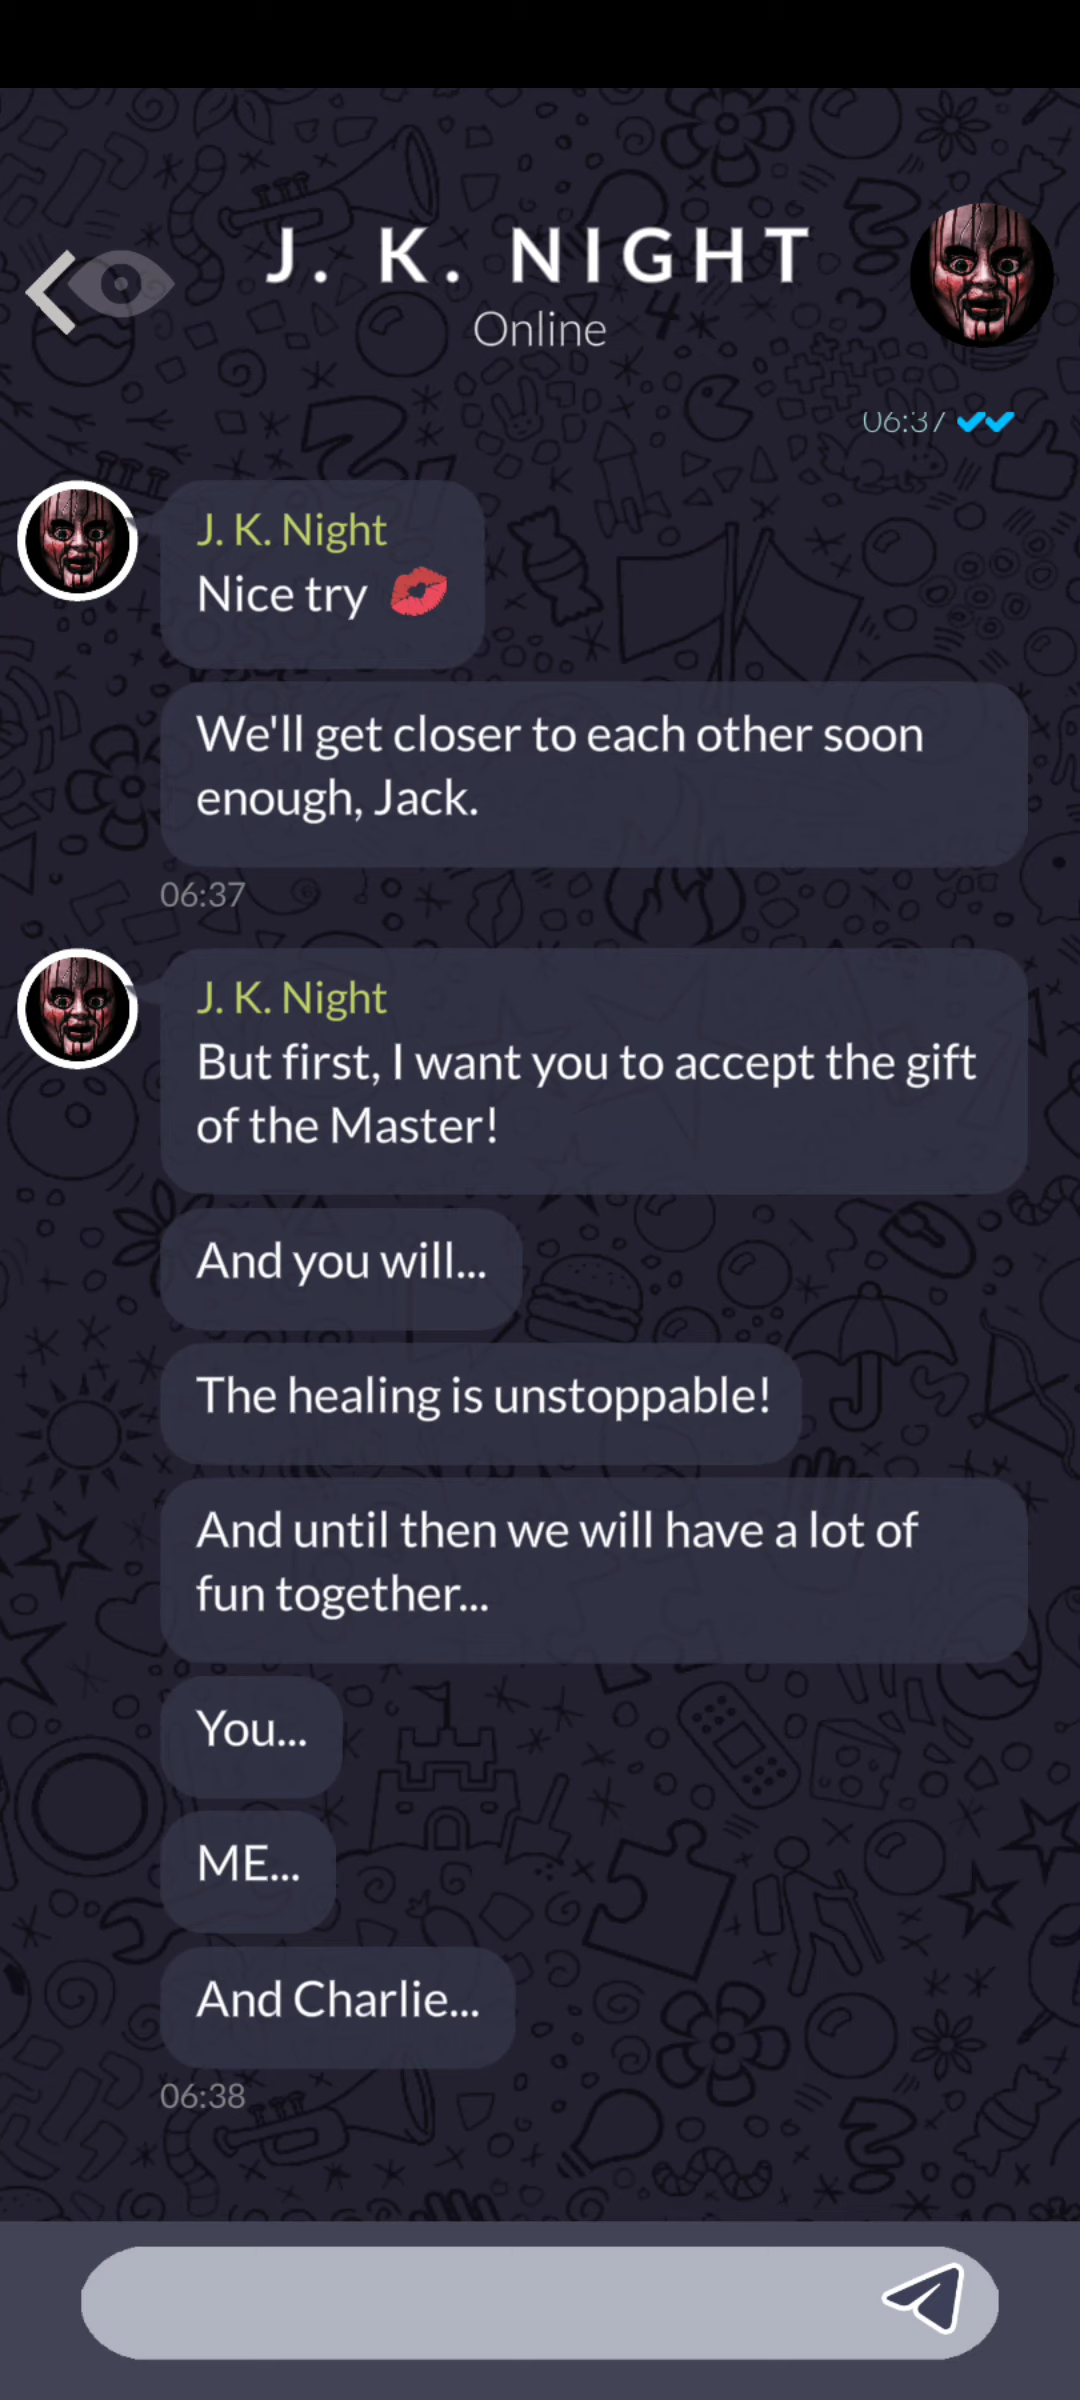 J. K. NIGHT
Online
06:37
J. K. Night
Nice try
We'll get closer to each other soon
enough, Jack.
06:37
J. K. Night
But first, I want you to accept the gift
of the Master!
And you will...
The healing is unstoppable!
And until then we will have a lot of
fun together...
You...
ME...
And Charlie...
06:38